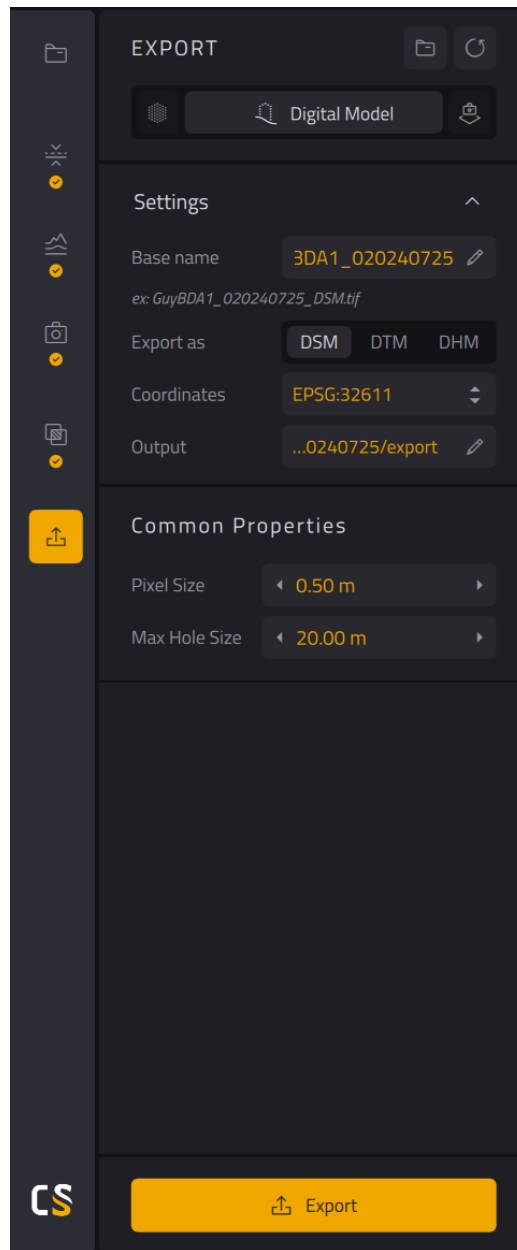 EXPORT
Digital Model
Settings
Base name 3DA1_020240725
ex: GuyBDA1_020240725_DSM.tif
Export as DSM DTM DHM
Coordinates EPSG:32611
Output ...0240725/export
Common Properties
Pixel Size 0.50 m
Max Hole Size 20.00 m
CS Export